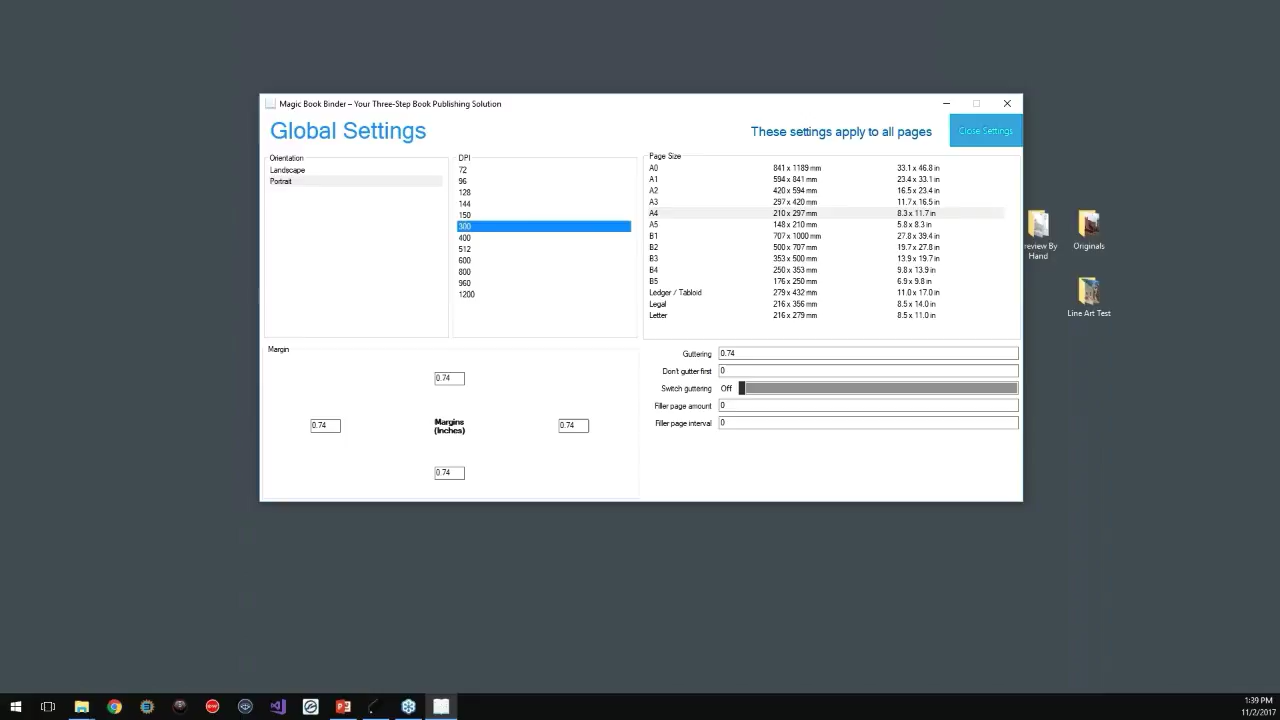 Magic Book Binder – Your Three-Step Book Publishing Solution
Global Settings
These settings apply to all pages
Close Settings
Orientation
Landscape
Portrait
DPI
72
96
128
144
150
300
400
512
600
800
960
1200
Page Size
A0 841 x 1189 mm 33.1 x 46.8 in
A1 594 x 841 mm 23.4 x 33.1 in
A2 420 x 594 mm 16.5 x 23.4 in
A3 297 x 420 mm 11.7 x 16.5 in
A4 210 x 297 mm 8.3 x 11.7 in
A5 148 x 210 mm 5.8 x 8.3 in
B1 707 x 1000 mm 27.8 x 39.4 in
B2 500 x 707 mm 19.7 x 27.8 in
B3 353 x 500 mm 13.9 x 19.7 in
B4 250 x 353 mm 9.8 x 13.9 in
B5 176 x 250 mm 6.9 x 9.8 in
Ledger / Tabloid 279 x 432 mm 11.0 x 17.0 in
Legal 216 x 356 mm 8.5 x 14.0 in
Letter 216 x 279 mm 8.5 x 11.0 in
Margin
0.74
0.74
Margins
(Inches)
0.74
0.74
Guttering 0.74
Don't gutter first 0
Switch guttering Off
Filler page amount 0
Filler page interval 0
review By
Hand
Originals
Line Art Test
1:39 PM
11/2/2017